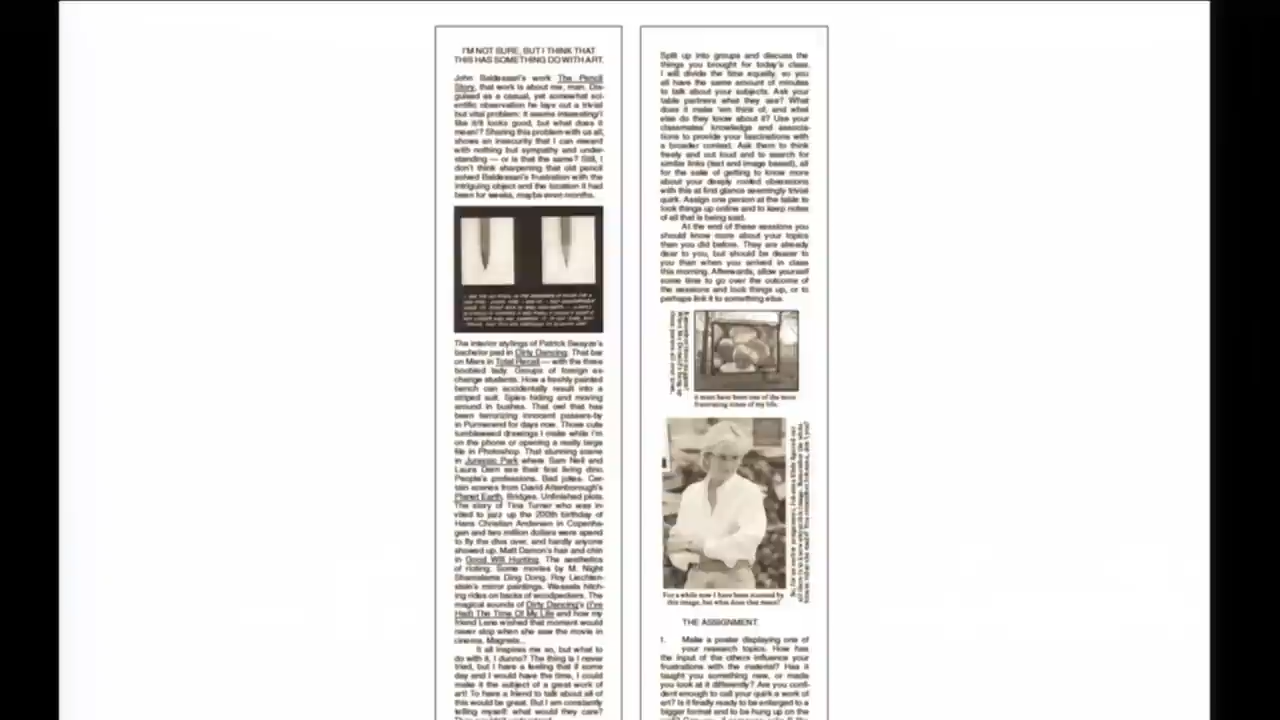 I'M NOT SURE, BUT I THINK THAT
THIS HAS SOMETHING DO WITH ART.
John Baldessari's work The Pencil
Story, that work is about me, man. Dis-
guised as a casual, yet somewhat sci-
entific observation he lays out a trivial
but vital problem: it seems interesting/I
like it/it looks good, but what does it
mean!? Sharing this problem with us all,
shows an insecurity that I can reward
with nothing but sympathy and under-
standing — or is that the same? Still, I
don't think sharpening that old pencil
solved Baldessari's frustration with the
intriguing object and the location it had
been for weeks, maybe even months.
The interior stylings of Patrick Swayze's
bachelor pad in Dirty Dancing. That bar
on Mars in Total Recall — with the three
boobied lady. Groups of foreign ex-
change students. How a freshly painted
bench can accidentally result into a
striped suit. Spies hiding and moving
around in bushes. That owl that has
been terrorizing innocent passers-by
in Purmerend for days now. Those cute
tumbleweed drawings I make while I'm
on the phone or opening a really large
file in Photoshop. That stunning scene
in Jurassic Park where Sam Neil and
Laura Dern see their first living dino.
People's professions. Bad jokes. Cer-
tain scenes from David Attenborough's
Planet Earth. Bridges. Unfinished plots.
The story of Tina Turner who was in-
vited to jazz up the 200th birthday of
Hans Christian Andersen in Copenha-
gen and two million dollars were spend
to fly the diva over, and hardly anyone
showed up. Matt Damon's hair and chin
in Good Will Hunting. The aesthetics
of rioting. Some movies by M. Night
Shamalama Ding Dong. Roy Liechten-
stein's mirror paintings. Weasels hitch-
ing rides on backs of woodpeckers. The
magical sounds of Dirty Dancing's (I've
Had) The Time Of My Life and how my
friend Lena wished that moment would
never stop when she saw the movie in
cinema. Magnets...
It all inspires me so, but what to
do with it, I dunno? The thing is I never
tried, but I have a feeling that if some
day and I would have the time, I could
make it the subject of a great work of
art! To have a friend to talk about all of
this would be great. But I am constantly
telling myself: what would they care?
Split up into groups and discuss the
things you brought for today's class.
I will divide the time equally, so you
all have the same amount of minutes
to talk about your subjects. Ask your
table partners what they see? What
does it make 'em think of, and what
else do they know about it? Use your
classmates' knowledge and associa-
tions to provide your fascinations with
a broader context. Ask them to think
freely and out loud and to search for
similar links (text and image based), all
for the sake of getting to know more
about your deeply rooted obsessions
with this at first glance seemingly trivial
quirk. Assign one person at the table to
look things up online and to keep notes
of all that is being said.
At the end of these sessions you
should know more about your topics
than you did before. They are already
dear to you, but should be dearer to
you than when you arrived in class
this morning. Afterwards, allow yourself
some time to go over the outcome of
the sessions and look things up, or to
perhaps link it to something else.
it must have been one of the most
frustrating times of my life.
For a while now I have been stunned by
this image, but what does that mean?
THE ASSIGNMENT
1. Make a poster displaying one of
your research topics. How has
the input of the others influence your
frustrations with the material? Has it
taught you something new, or made
you look at it differently? Are you confi-
dent enough to call your quirk a work of
art? Is it finally ready to be enlarged to a
bigger format and to be hung up on the